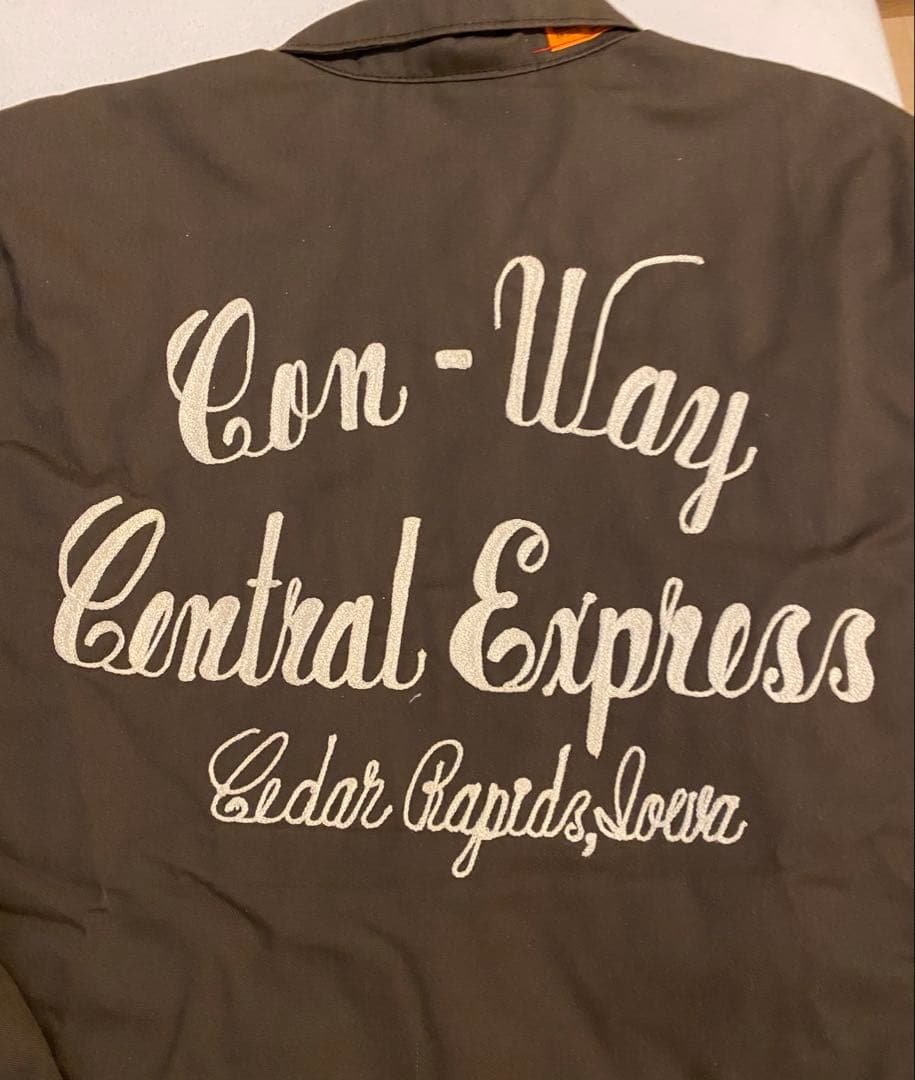 Con-Way
Central Express
Cedar Rapids, Iowa